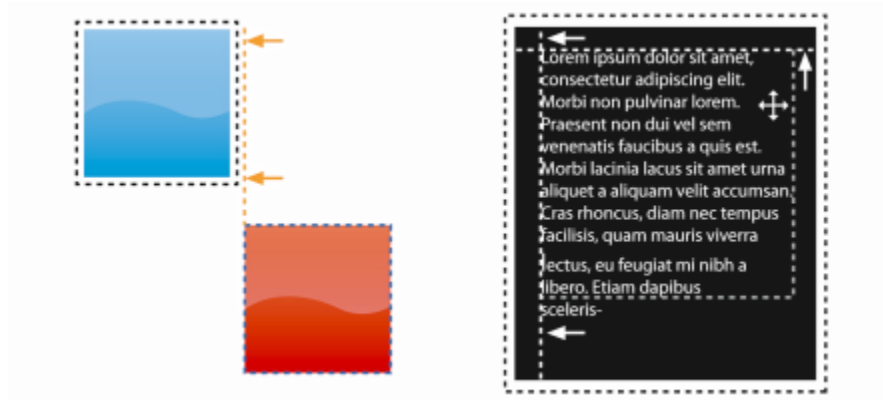 Lorem ipsum dolor sit amet,
consectetur adipiscing elit.
Morbi non pulvinar lorem.
Praesent non dui vel sem
venenatis faucibus a quis est.
Morbi lacinia lacus sit amet urna
aliquet a aliquam velit accumsan.
Cras rhoncus, diam nec tempus
facilisis, quam mauris viverra
lectus, eu feugiat mi nibh a
libero. Etiam dapibus
sceleris-